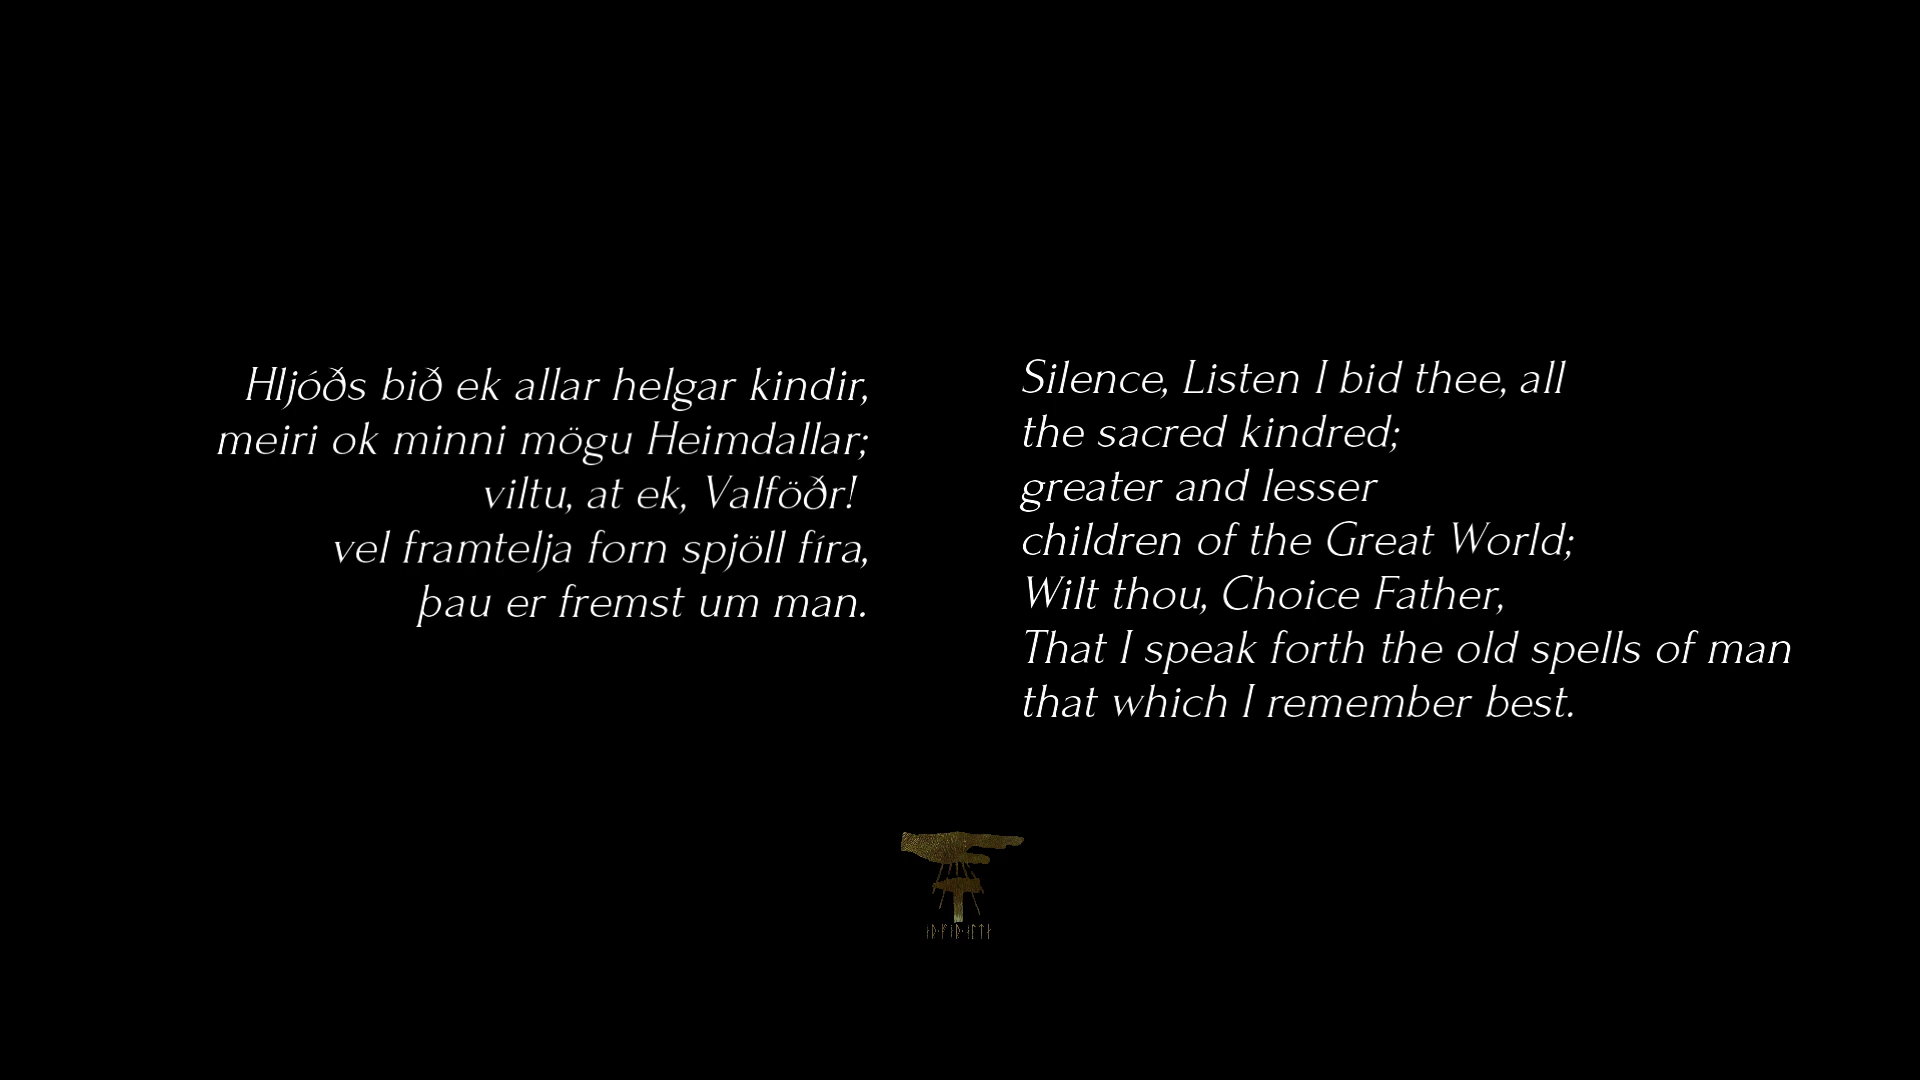 Hljóðs bið ek allar helgar kindir,
meiri ok minni mögu Heimdallar;
viltu, at ek, Valföðr!
vel framtelja forn spjöll fíra,
þau er fremst um man.
Silence, Listen I bid thee, all
the sacred kindred;
greater and lesser
children of the Great World;
Wilt thou, Choice Father,
That I speak forth the old spells of man
that which I remember best.